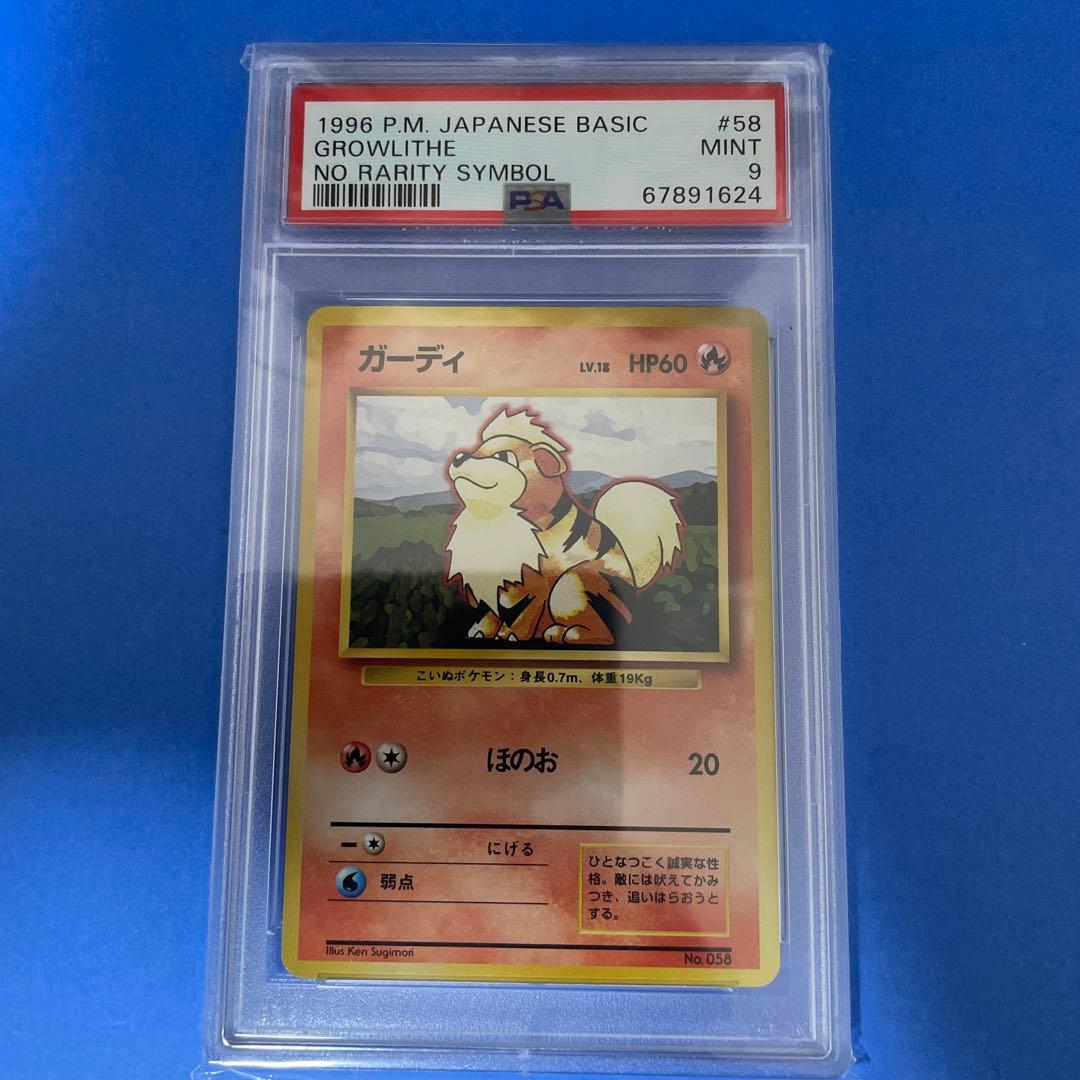 1996 P.M. JAPANESE BASIC #58
GROWLITHE MINT
NO RARITY SYMBOL 9
PSA 67891624
ガーディ LV.18 HP60
こいぬポケモン：身長0.7m、体重19Kg
ほのお 20
にげる
弱点
ひとなつこく誠実な性
格。敵には吠えてかみ
つき、追いはらおうと
する。
Illus.Ken Sugimori No.058